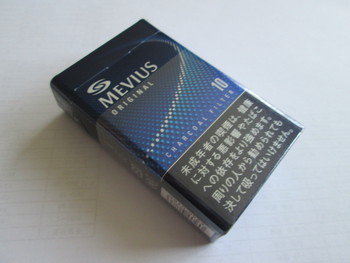 MEVIUS
ORIGINAL
10
CHARCOAL FILTER
未成年者の喫煙は、健康
に対する悪影響やたばこ
への依存をより強めます。
周りの人から勧められても
決して吸ってはいけません。